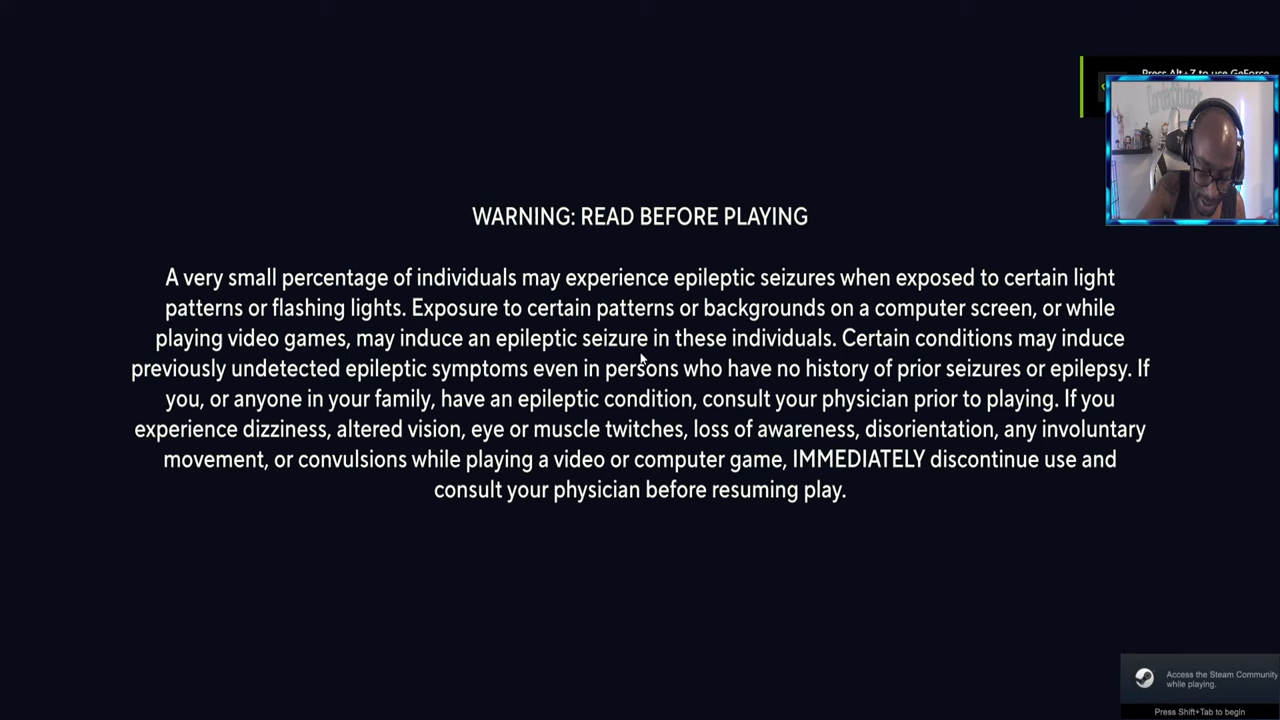 Press Alt+Z to use GeForce
WARNING: READ BEFORE PLAYING
A very small percentage of individuals may experience epileptic seizures when exposed to certain light
patterns or flashing lights. Exposure to certain patterns or backgrounds on a computer screen, or while
playing video games, may induce an epileptic seizure in these individuals. Certain conditions may induce
previously undetected epileptic symptoms even in persons who have no history of prior seizures or epilepsy. If
you, or anyone in your family, have an epileptic condition, consult your physician prior to playing. If you
experience dizziness, altered vision, eye or muscle twitches, loss of awareness, disorientation, any involuntary
movement, or convulsions while playing a video or computer game, IMMEDIATELY discontinue use and
consult your physician before resuming play.
Access the Steam Community
while playing.
Press Shift+Tab to begin